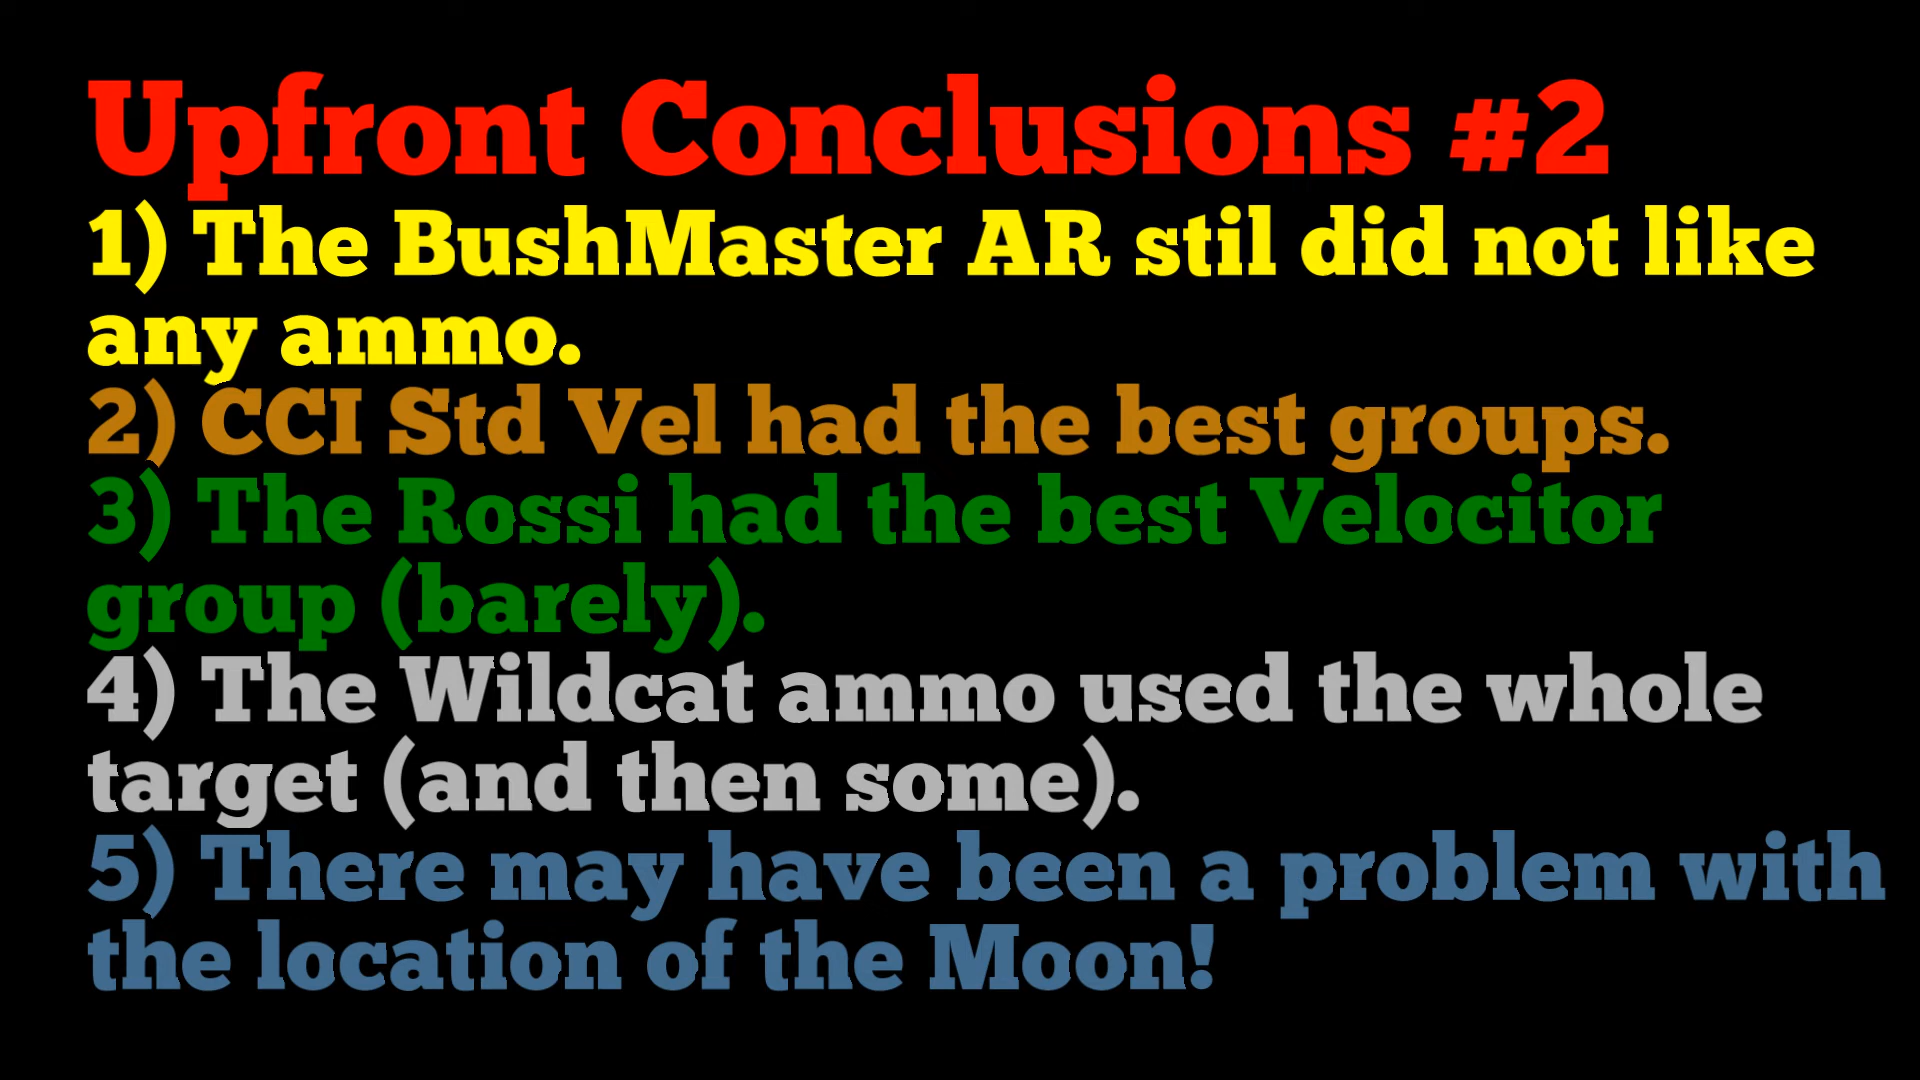 Upfront Conclusions #2
1) The BushMaster AR stil did not like
any ammo.
2) CCI Std Vel had the best groups.
3) The Rossi had the best Velocitor
group (barely).
4) The Wildcat ammo used the whole
target (and then some).
5) There may have been a problem with
the location of the Moon!